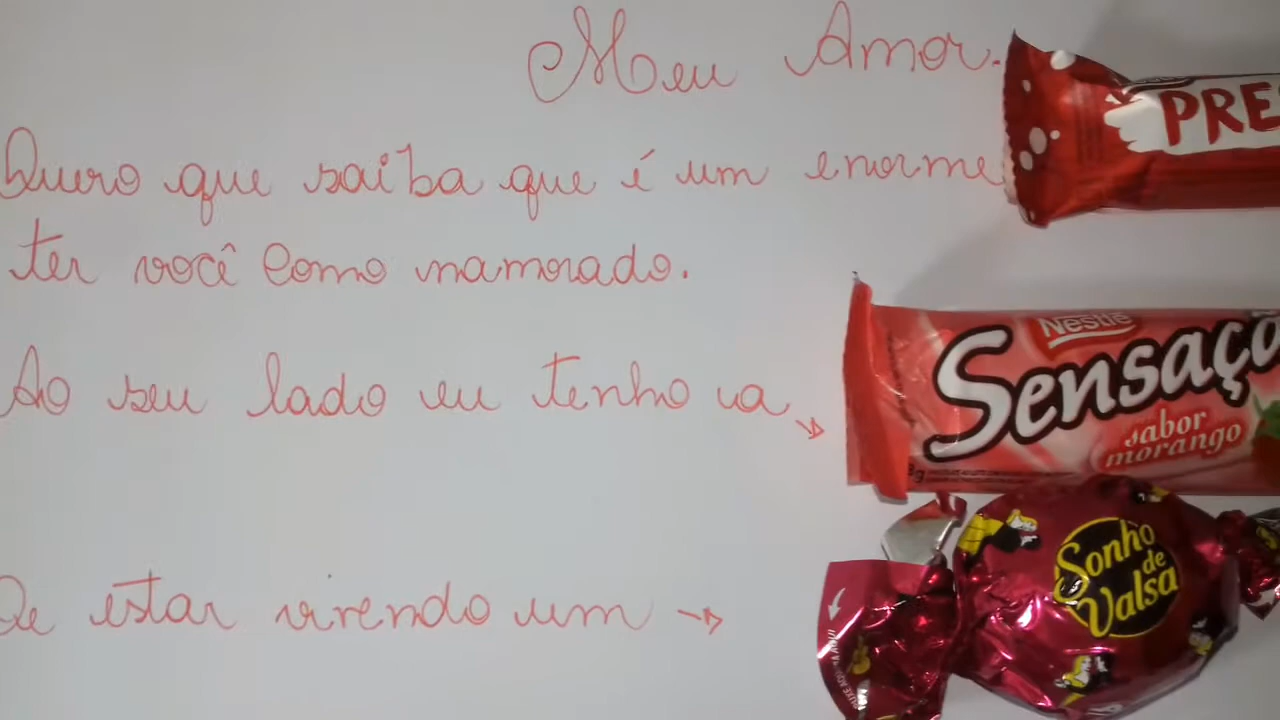 Meu Amor.
Quero que saiba que é um enorme
PRES
ter você como namorado.
Ao seu lado eu tenho a
Nestlé
Sensaçã
sabor
morango
De estar vivendo um
Sonho
de
Valsa